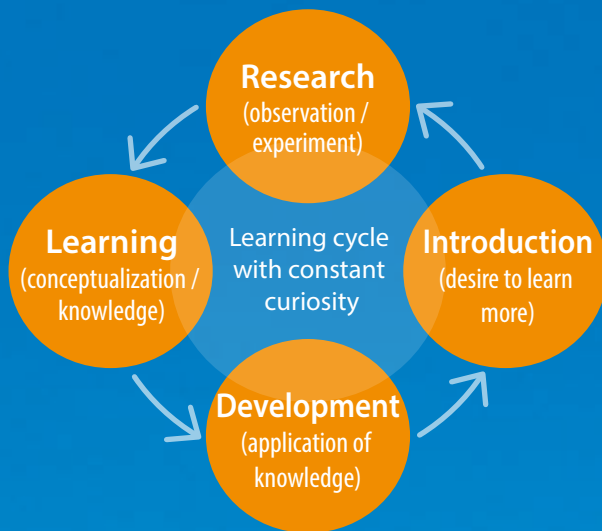 Research
(observation /
experiment)
Learning
(conceptualization /
knowledge)
Learning cycle
with constant
curiosity
Introduction
(desire to learn
more)
Development
(application of
knowledge)